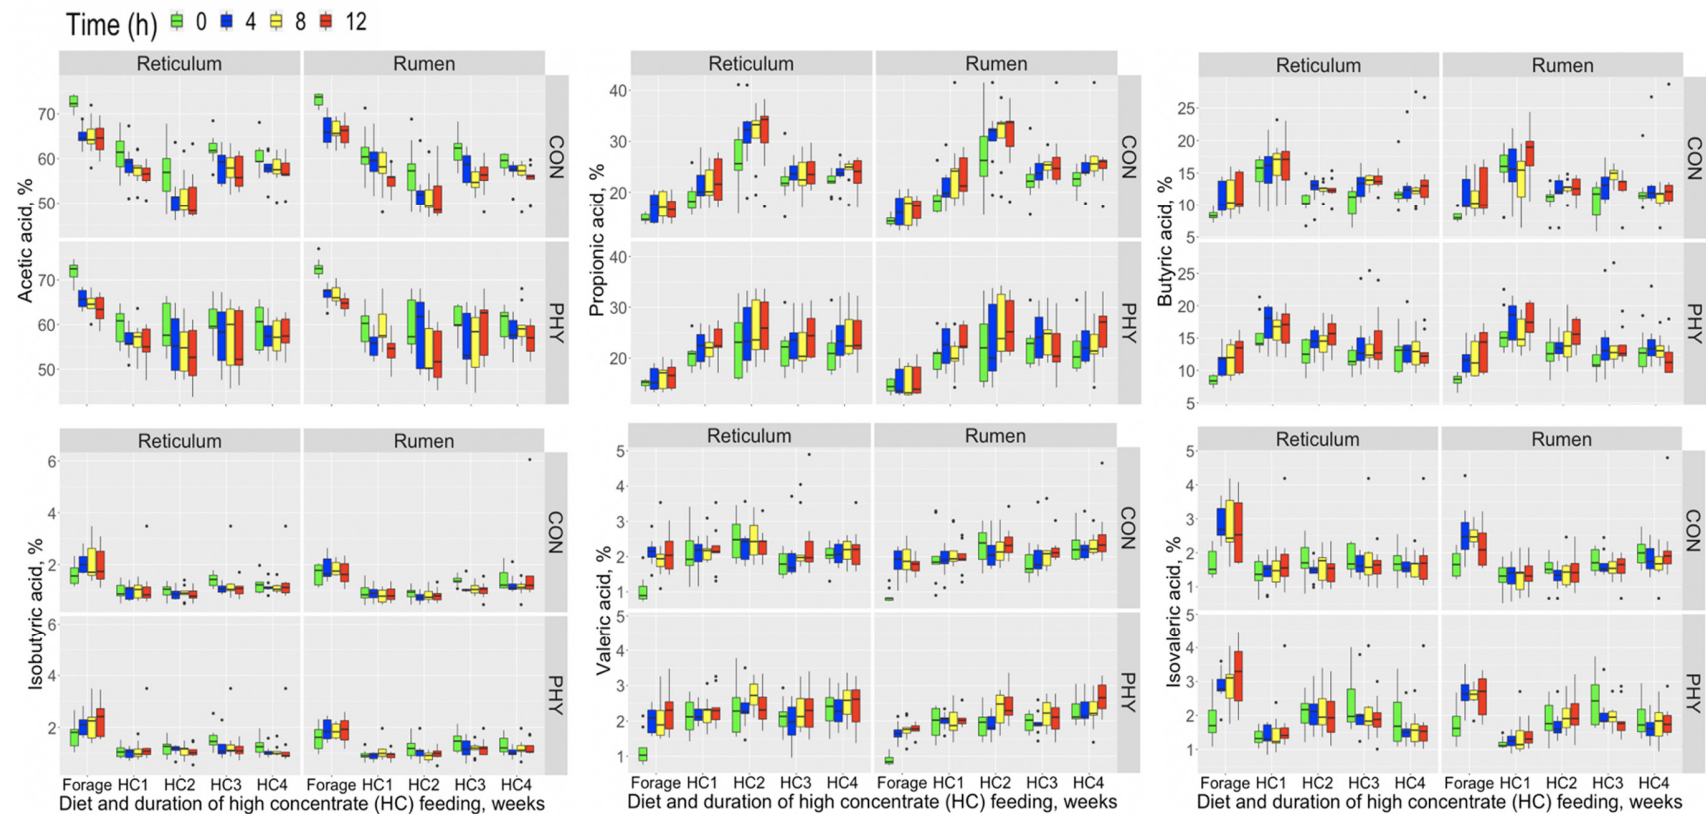 Time (h) 0 4 8 12
Reticulum Rumen
Reticulum Rumen
Reticulum Rumen
Acetic acid, %
70
60
50
CON
70
60
50
PHY
Propionic acid, %
40
30
20
CON
40
30
20
PHY
Butyric acid, %
25
20
15
10
5
CON
25
20
15
10
5
PHY
Reticulum Rumen
Reticulum Rumen
Reticulum Rumen
Isobutyric acid, %
6
4
2
CON
6
4
2
PHY
Forage HC1 HC2 HC3 HC4 Forage HC1 HC2 HC3 HC4
Diet and duration of high concentrate (HC) feeding, weeks
Valeric acid, %
5
4
3
2
1
CON
5
4
3
2
1
PHY
Forage HC1 HC2 HC3 HC4 Forage HC1 HC2 HC3 HC4
Diet and duration of high concentrate (HC) feeding, weeks
Isovaleric acid, %
5
4
3
2
1
CON
5
4
3
2
1
PHY
Forage HC1 HC2 HC3 HC4 Forage HC1 HC2 HC3 HC4
Diet and duration of high concentrate (HC) feeding, weeks